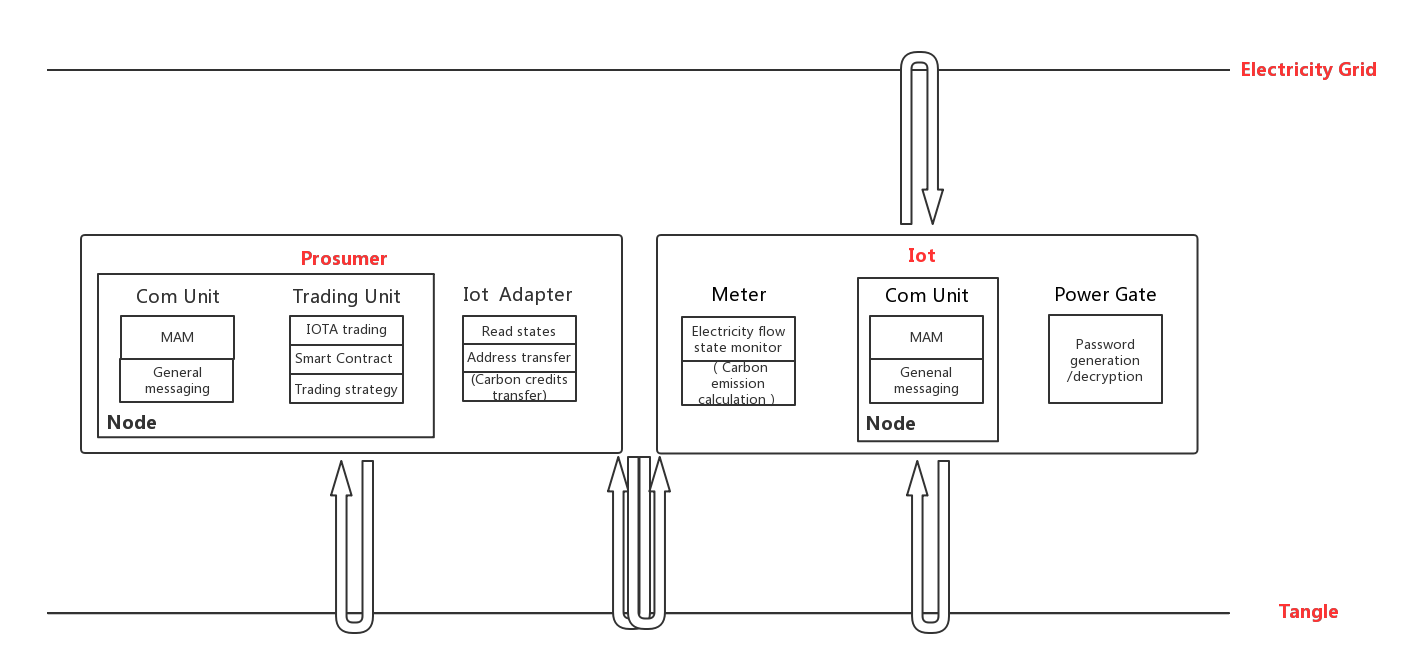 Electricity Grid
Prosumer
Com Unit
MAM
General
messaging
Trading Unit
IOTA trading
Smart Contract
Trading strategy
Node
Iot Adapter
Read states
Address transfer
(Carbon credits
transfer)
Iot
Meter
Electricity flow
state monitor
( Carbon
emission
calculation )
Com Unit
MAM
Genenal
messaging
Node
Power Gate
Password
generation
/decryption
Tangle